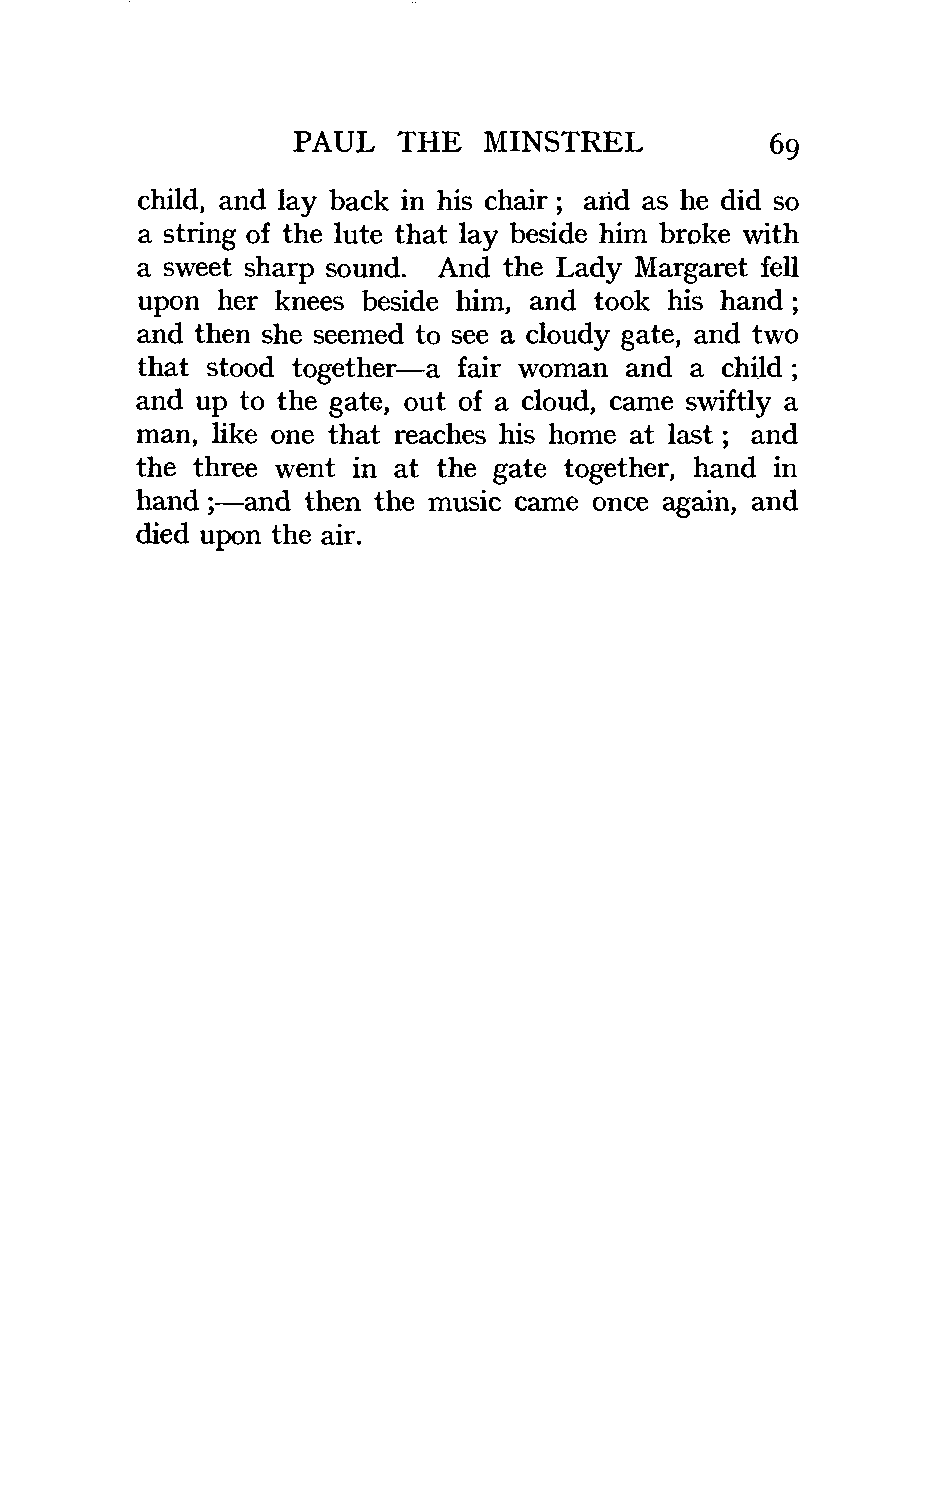 PAUL THE MINSTREL 69
child, and lay back in his chair ; and as he did so
a string of the lute that lay beside him broke with
a sweet sharp sound. And the Lady Margaret fell
upon her knees beside him, and took his hand ;
and then she seemed to see a cloudy gate, and two
that stood together—a fair woman and a child ;
and up to the gate, out of a cloud, came swiftly a
man, like one that reaches his home at last ; and
the three went in at the gate together, hand in
hand ;—and then the music came once again, and
died upon the air.